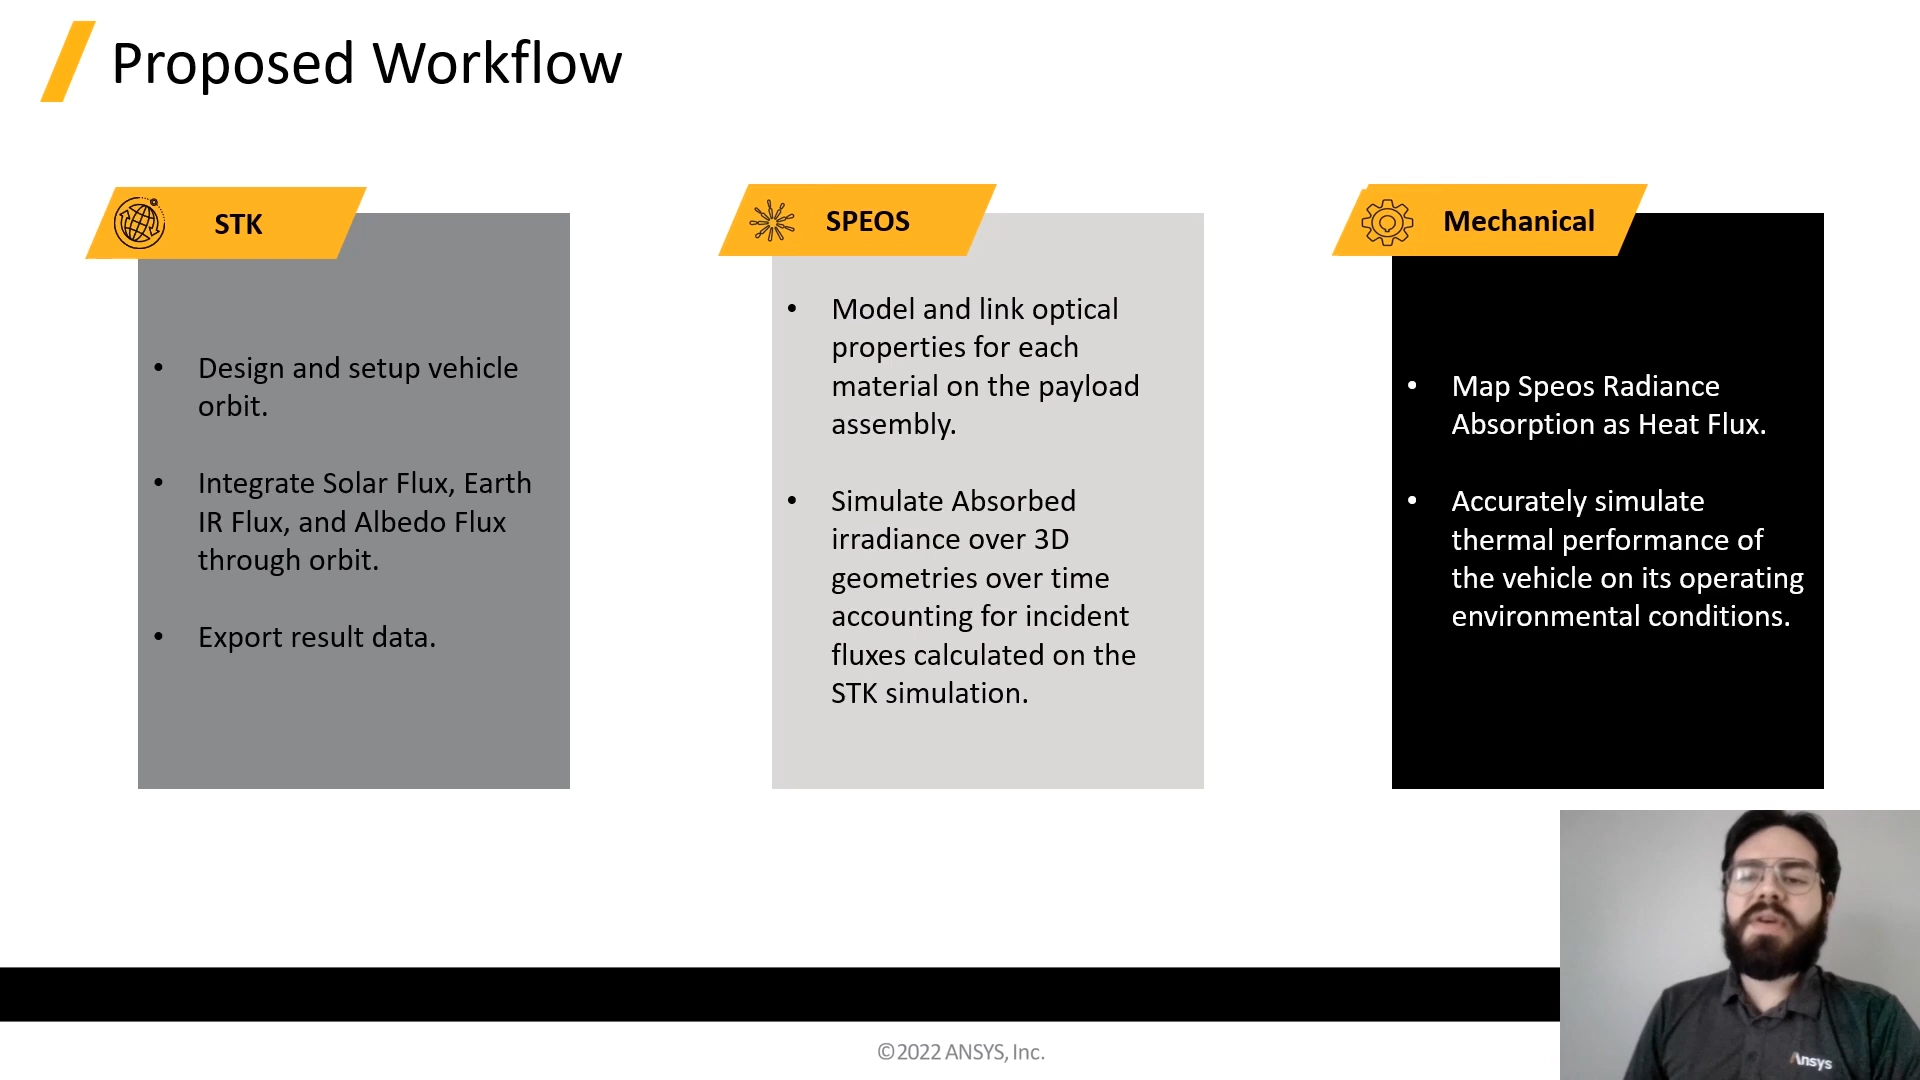 Proposed Workflow
STK
• Design and setup vehicle
orbit.
• Integrate Solar Flux, Earth
IR Flux, and Albedo Flux
through orbit.
• Export result data.
SPEOS
• Model and link optical
properties for each
material on the payload
assembly.
• Simulate Absorbed
irradiance over 3D
geometries over time
accounting for incident
fluxes calculated on the
STK simulation.
Mechanical
• Map Speos Radiance
Absorption as Heat Flux.
• Accurately simulate
thermal performance of
the vehicle on its operating
environmental conditions.
Ansys
©2022 ANSYS, Inc.